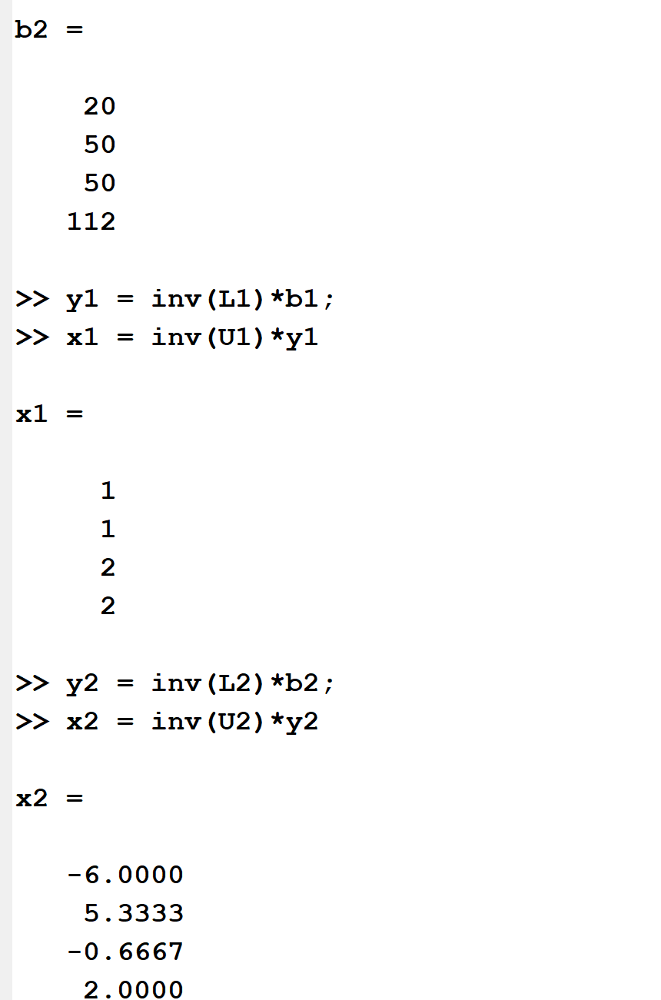 b2 =
20
50
50
112
>> y1 = inv(L1)*b1;
>> x1 = inv(U1)*y1
x1 =
1
1
2
2
>> y2 = inv(L2)*b2;
>> x2 = inv(U2)*y2
x2 =
-6.0000
5.3333
-0.6667
2.0000